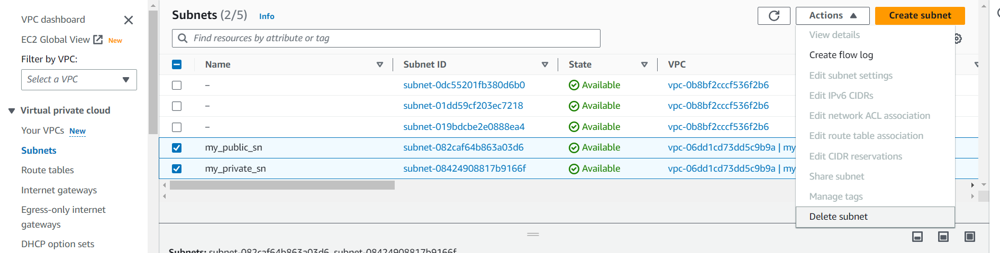 VPC dashboard
EC2 Global View New
Filter by VPC:
Select a VPC
Virtual private cloud
Your VPCs New
Subnets
Route tables
Internet gateways
Egress-only internet
gateways
DHCP option sets
Subnets (2/5) Info
Actions
Create subnet
Find resources by attribute or tag
Name Subnet ID State VPC
– subnet-0dc55201fb380d6b0 Available vpc-0b8bf2cccf536f2b6
– subnet-01dd59cf203ec7218 Available vpc-0b8bf2cccf536f2b6
– subnet-019bdcbe2e0888ea4 Available vpc-0b8bf2cccf536f2b6
my_public_sn subnet-082caf64b863a03d6 Available vpc-06dd1cd73dd5c9b9a | my
my_private_sn subnet-08424908817b9166f Available vpc-06dd1cd73dd5c9b9a | my
View details
Create flow log
Edit subnet settings
Edit IPv6 CIDRs
Edit network ACL association
Edit route table association
Edit CIDR reservations
Share subnet
Manage tags
Delete subnet
Subnets: subnet-082caf64b863a03d6, subnet-08424908817b9166f